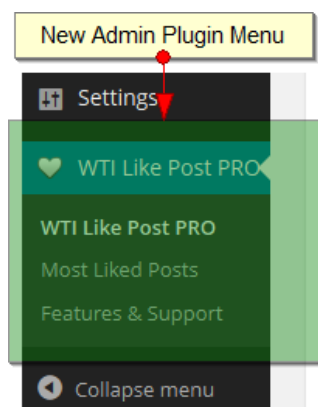 New Admin Plugin Menu
Settings
WTI Like Post PRO
WTI Like Post PRO
Most Liked Posts
Features & Support
Collapse menu